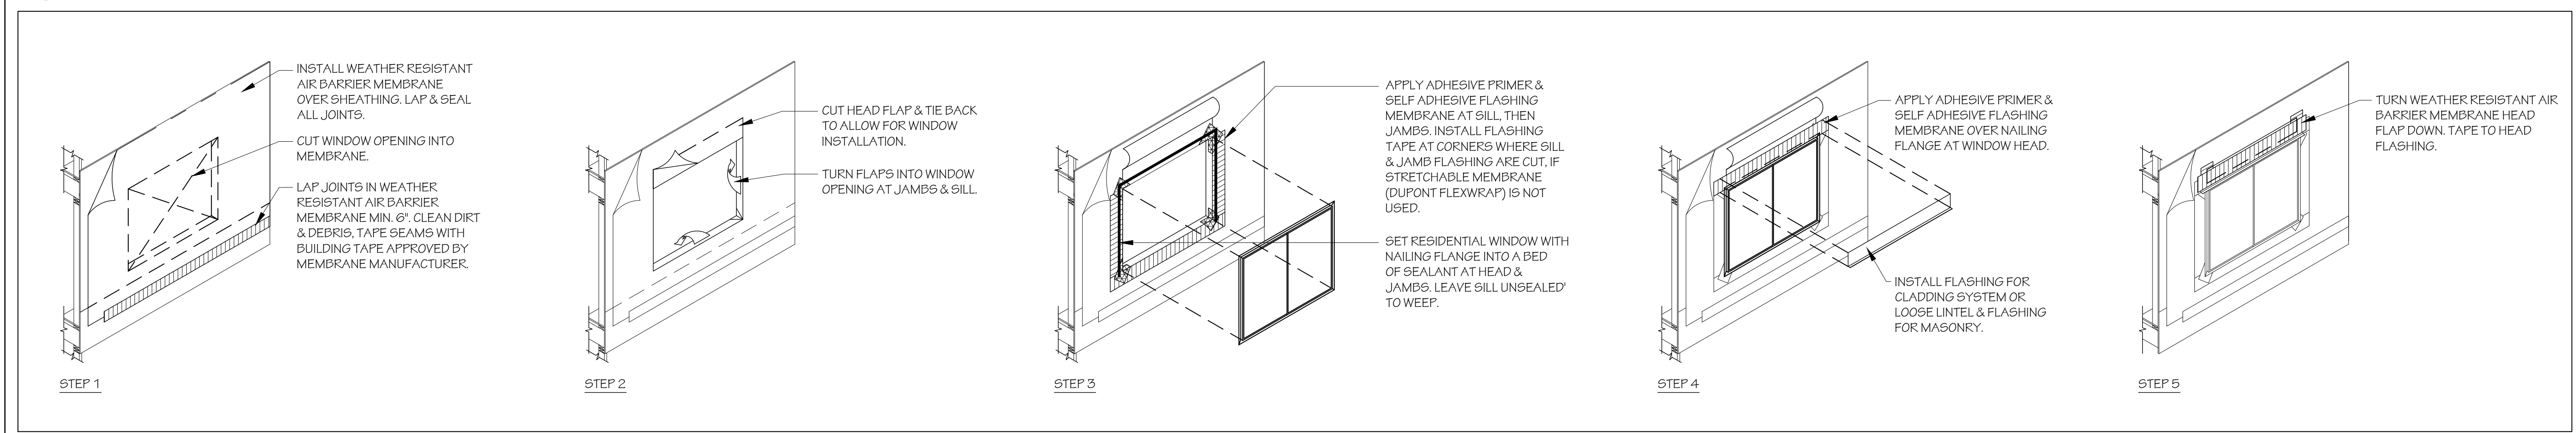 INSTALL WEATHER RESISTANT
AIR BARRIER MEMBRANE
OVER SHEATHING. LAP & SEAL
ALL JOINTS.
CUT WINDOW OPENING INTO
MEMBRANE.
LAP JOINTS IN WEATHER
RESISTANT AIR BARRIER
MEMBRANE MIN. 6". CLEAN DIRT
& DEBRIS, TAPE SEAMS WITH
BUILDING TAPE APPROVED BY
MEMBRANE MANUFACTURER.
STEP 1
CUT HEAD FLAP & TIE BACK
TO ALLOW FOR WINDOW
INSTALLATION.
TURN FLAPS INTO WINDOW
OPENING AT JAMBS & SILL.
STEP 2
APPLY ADHESIVE PRIMER &
SELF ADHESIVE FLASHING
MEMBRANE AT SILL, THEN
JAMBS. INSTALL FLASHING
TAPE AT CORNERS WHERE SILL
& JAMB FLASHING ARE CUT, IF
STRETCHABLE MEMBRANE
(DUPONT FLEXWRAP) IS NOT
USED.
SET RESIDENTIAL WINDOW WITH
NAILING FLANGE INTO A BED
OF SEALANT AT HEAD &
JAMBS. LEAVE SILL UNSEALED'
TO WEEP.
STEP 3
APPLY ADHESIVE PRIMER &
SELF ADHESIVE FLASHING
MEMBRANE OVER NAILING
FLANGE AT WINDOW HEAD.
INSTALL FLASHING FOR
CLADDING SYSTEM OR
LOOSE LINTEL & FLASHING
FOR MASONRY.
STEP 4
TURN WEATHER RESISTANT AIR
BARRIER MEMBRANE HEAD
FLAP DOWN. TAPE TO HEAD
FLASHING.
STEP 5